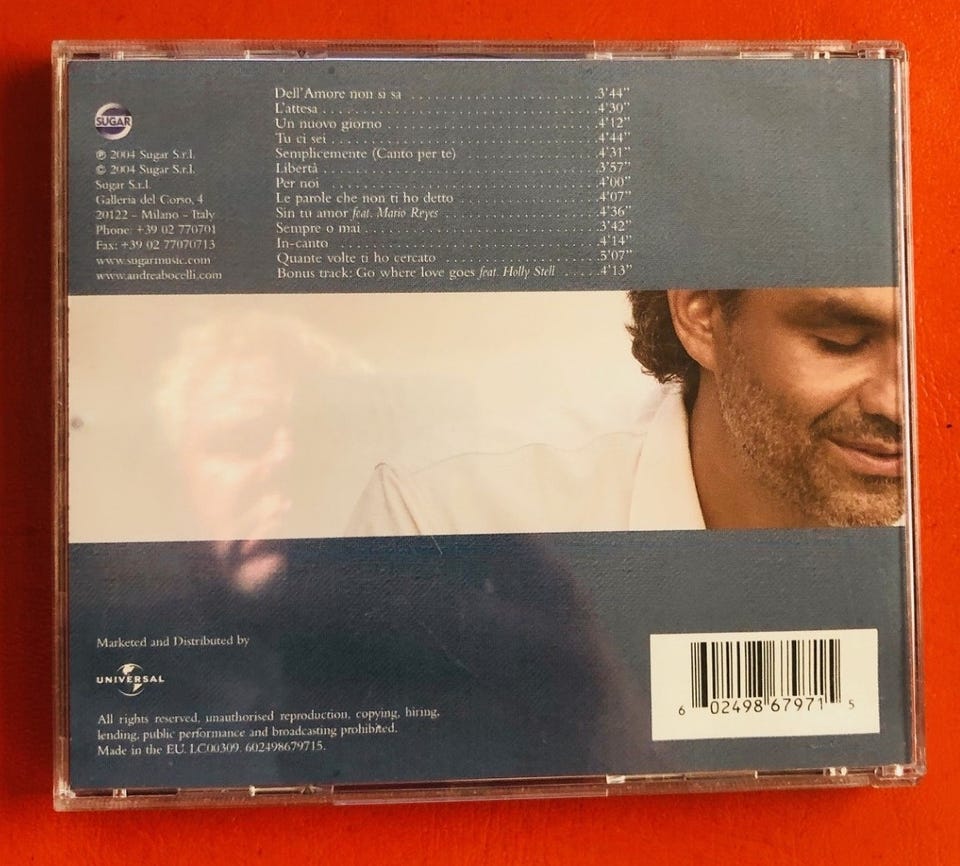 SUGAR
℗ 2004 Sugar S.r.l.
© 2004 Sugar S.r.l.
Sugar S.r.l.
Galleria del Corso, 4
20122 - Milano - Italy
Phone: +39 02 770701
Fax: +39 02 77070713
www.sugarmusic.com
www.andreabocelli.com
Dell'Amore non si sa ........................ 3'44"
L'attesa ........................ 4'30"
Un nuovo giorno ........................ 4'12"
Tu ci sei ........................ 4'44"
Semplicemente (Canto per te) ........................ 4'31"
Libertà ........................ 3'57"
Per noi ........................ 4'00"
Le parole che non ti ho detto ........................ 4'07"
Sin tu amor feat. Mario Reyes ........................ 4'36"
Sempre o mai ........................ 3'42"
In-canto ........................ 4'14"
Quante volte ti ho cercato ........................ 5'07"
Bonus track: Go where love goes feat. Holly Stell ...... 4'13"
Marketed and Distributed by
UNIVERSAL
All rights reserved, unauthorised reproduction, copying, hiring,
lending, public performance and broadcasting prohibited.
Made in the EU. LC00309. 602498679715.
6 02498 67971 5